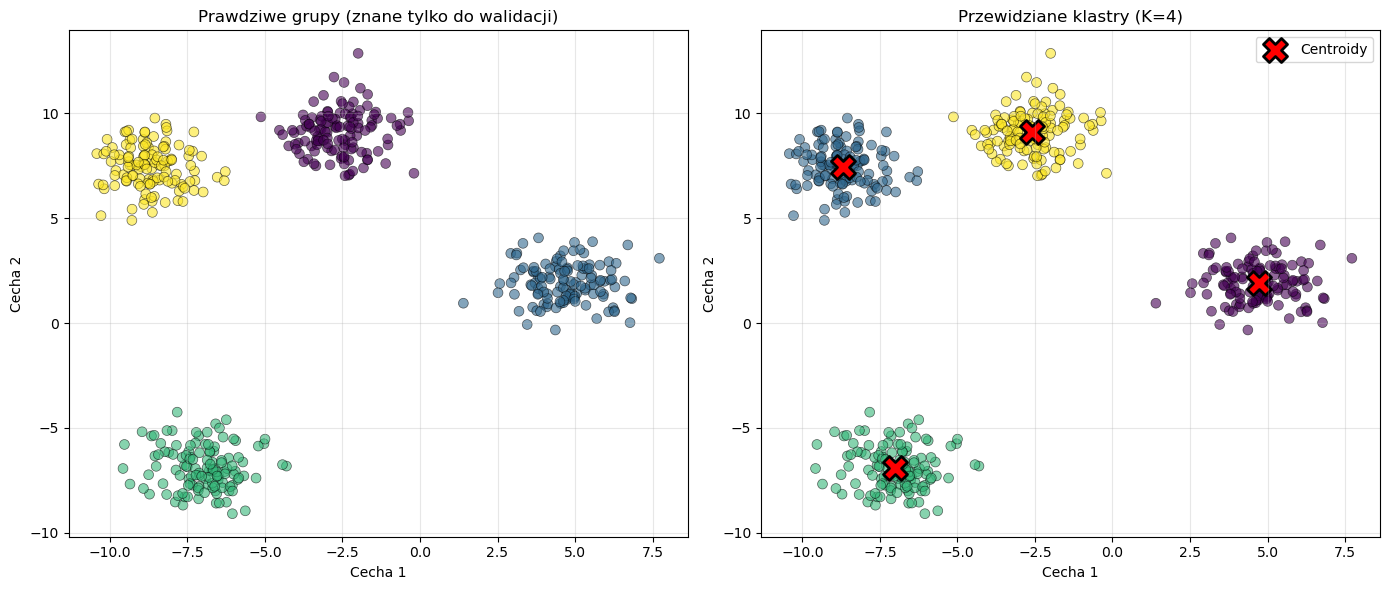 Prawdziwe grupy (znane tylko do walidacji)
Przewidziane klastry (K=4)
Centroidy
10
5
0
−5
−10
Cecha 2
−10.0 −7.5 −5.0 −2.5 0.0 2.5 5.0 7.5
Cecha 1
10
5
0
−5
−10
Cecha 2
−10.0 −7.5 −5.0 −2.5 0.0 2.5 5.0 7.5
Cecha 1